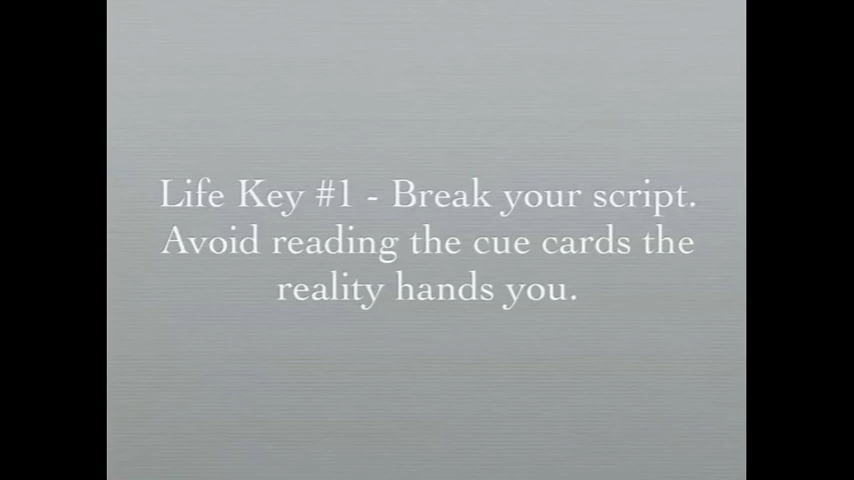 Life Key #1 - Break your script.
Avoid reading the cue cards the
reality hands you.